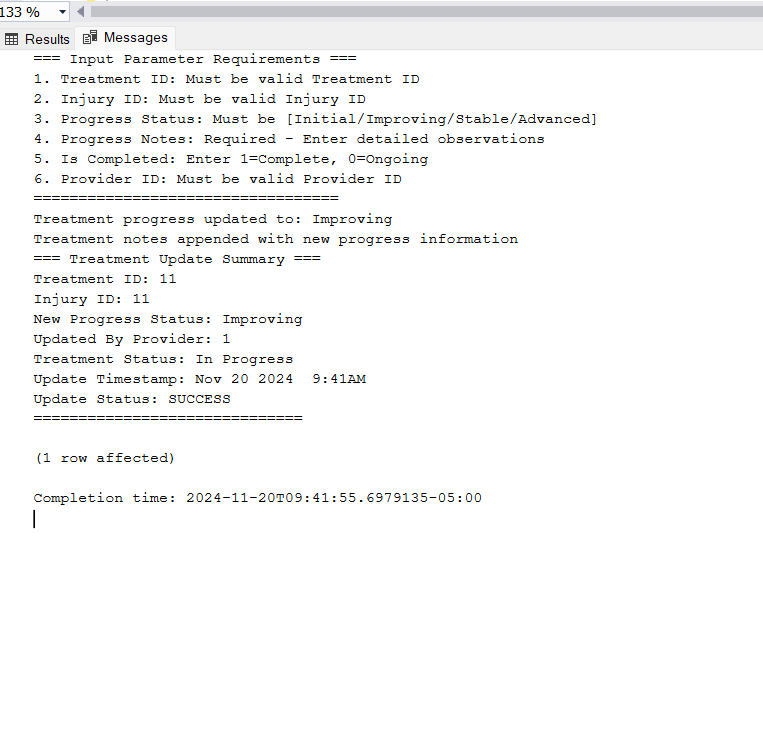 133 %
Results Messages
=== Input Parameter Requirements ===
1. Treatment ID: Must be valid Treatment ID
2. Injury ID: Must be valid Injury ID
3. Progress Status: Must be [Initial/Improving/Stable/Advanced]
4. Progress Notes: Required - Enter detailed observations
5. Is Completed: Enter 1=Complete, 0=Ongoing
6. Provider ID: Must be valid Provider ID
==================================
Treatment progress updated to: Improving
Treatment notes appended with new progress information
=== Treatment Update Summary ===
Treatment ID: 11
Injury ID: 11
New Progress Status: Improving
Updated By Provider: 1
Treatment Status: In Progress
Update Timestamp: Nov 20 2024  9:41AM
Update Status: SUCCESS
==============================
(1 row affected)
Completion time: 2024-11-20T09:41:55.6979135-05:00